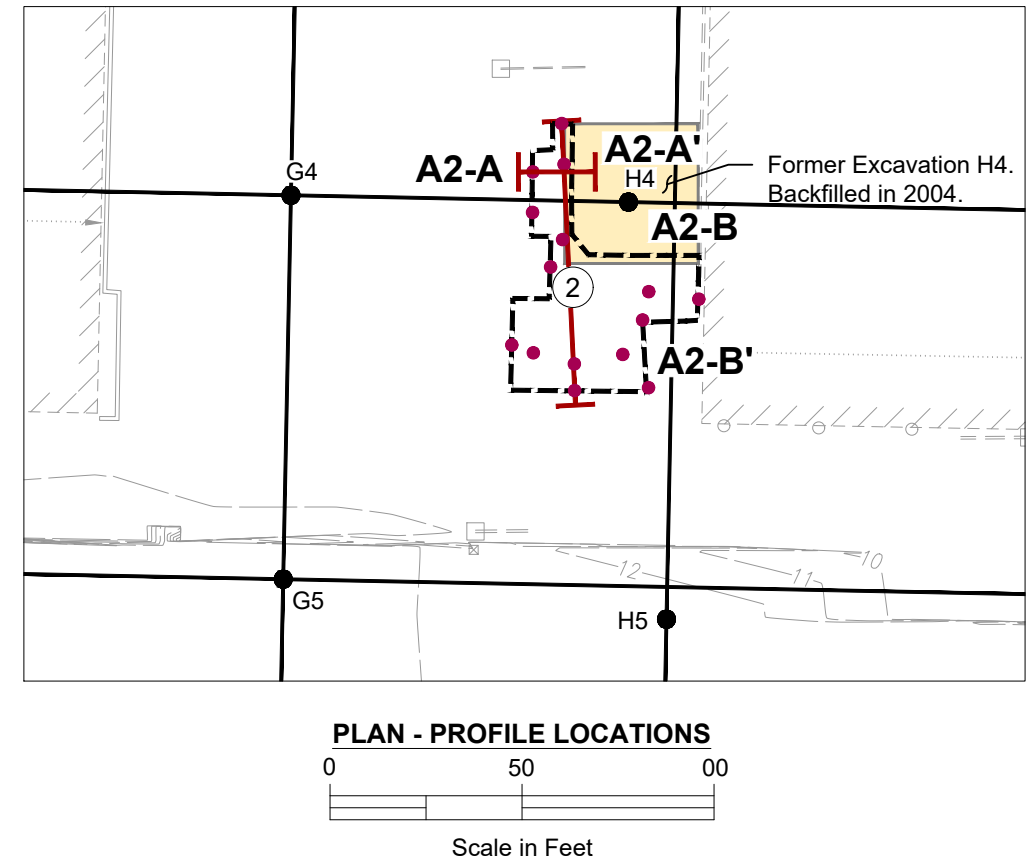 G4
A2-A
A2-A'
H4
Former Excavation H4.
Backfilled in 2004.
A2-B
2
A2-B'
10
11
12
G5
H5
PLAN - PROFILE LOCATIONS
0
50
00
Scale in Feet